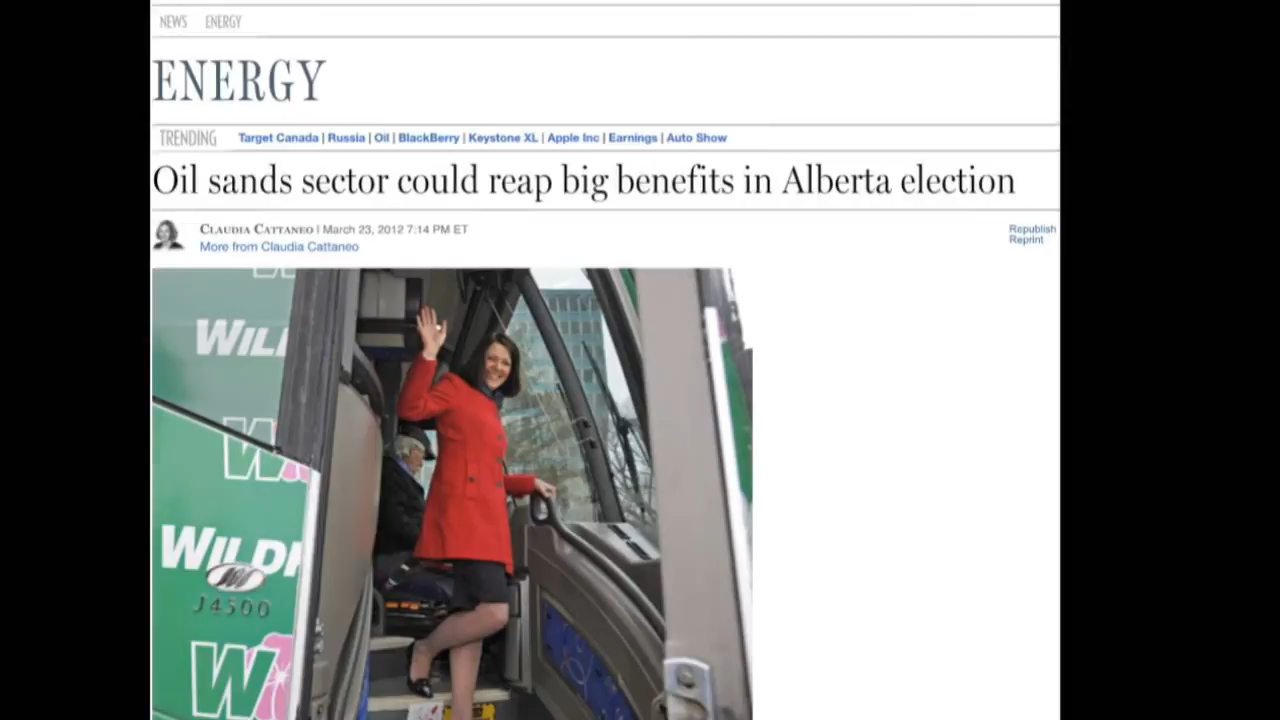 NEWS ENERGY
ENERGY
TRENDING Target Canada | Russia | Oil | BlackBerry | Keystone XL | Apple Inc | Earnings | Auto Show
Oil sands sector could reap big benefits in Alberta election
CLAUDIA CATTANEO | March 23, 2012 7:14 PM ET
More from Claudia Cattaneo
Republish
Reprint
WIL
W
WILD
J4500
W